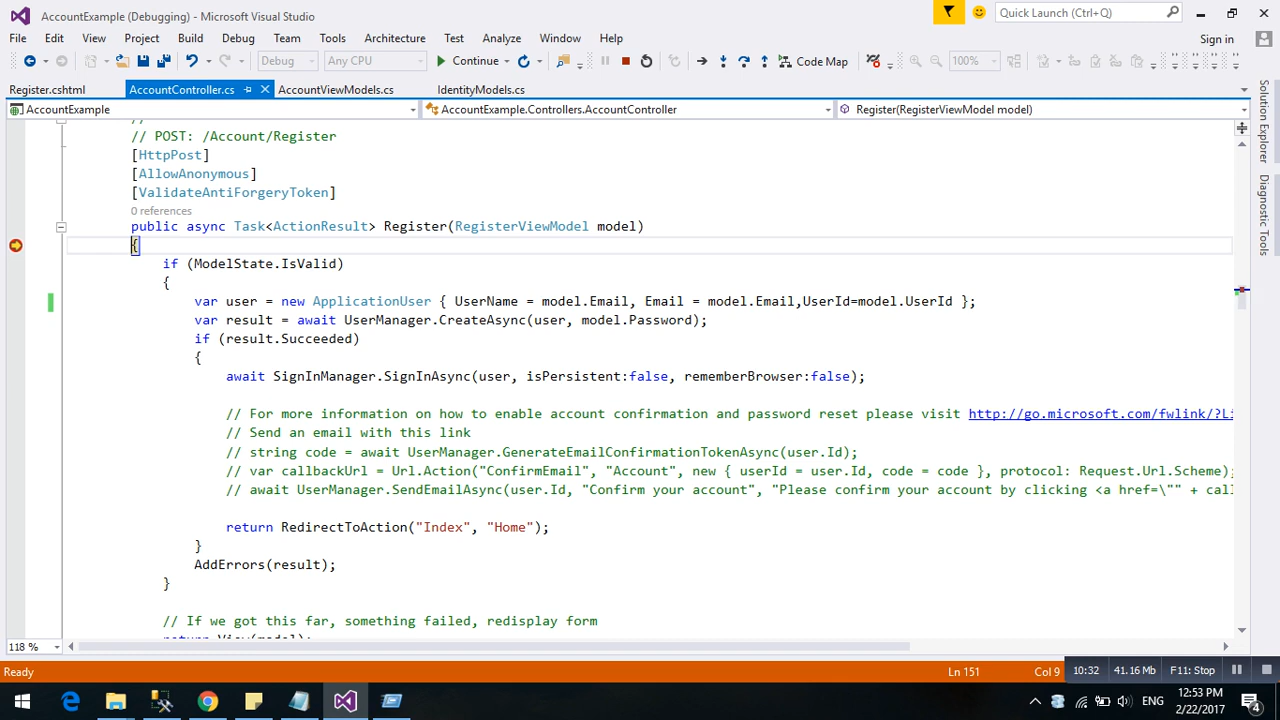 AccountExample (Debugging) - Microsoft Visual Studio
Quick Launch (Ctrl+Q)
File Edit View Project Build Debug Team Tools Architecture Test Analyze Window Help
Sign in
Debug Any CPU Continue Code Map 100%
Register.cshtml AccountController.cs AccountViewModels.cs IdentityModels.cs
AccountExample AccountExample.Controllers.AccountController Register(RegisterViewModel model)
Solution Explorer
Diagnostic Tools
//
// POST: /Account/Register
[HttpPost]
[AllowAnonymous]
[ValidateAntiForgeryToken]
0 references
public async Task<ActionResult> Register(RegisterViewModel model)
{
if (ModelState.IsValid)
{
var user = new ApplicationUser { UserName = model.Email, Email = model.Email,UserId=model.UserId };
var result = await UserManager.CreateAsync(user, model.Password);
if (result.Succeeded)
{
await SignInManager.SignInAsync(user, isPersistent:false, rememberBrowser:false);
// For more information on how to enable account confirmation and password reset please visit http://go.microsoft.com/fwlink/?Li
// Send an email with this link
// string code = await UserManager.GenerateEmailConfirmationTokenAsync(user.Id);
// var callbackUrl = Url.Action("ConfirmEmail", "Account", new { userId = user.Id, code = code }, protocol: Request.Url.Scheme);
// await UserManager.SendEmailAsync(user.Id, "Confirm your account", "Please confirm your account by clicking <a href=\"" + call
return RedirectToAction("Index", "Home");
}
AddErrors(result);
}
// If we got this far, something failed, redisplay form
return View(model);
118 %
Ready Ln 151 Col 9 10:32 41.16 Mb F11: Stop
ENG 12:53 PM
2/22/2017 4